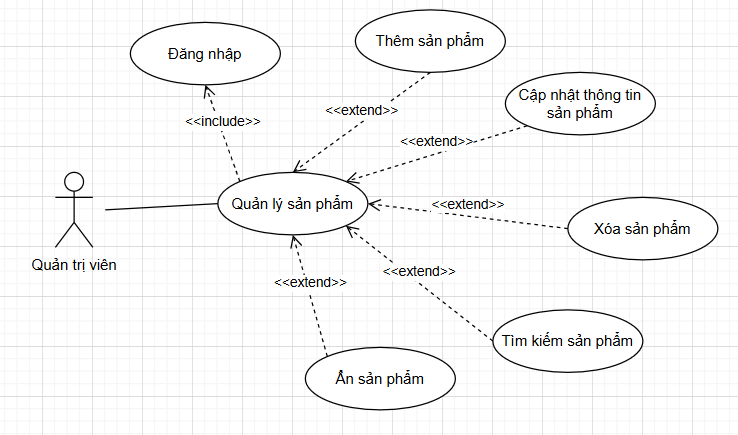 Đăng nhập
Thêm sản phẩm
<<include>>
<<extend>>
Cập nhật thông tin
sản phẩm
<<extend>>
Quản lý sản phẩm
<<extend>>
Xóa sản phẩm
Quản trị viên
<<extend>>
<<extend>>
Tìm kiếm sản phẩm
Ẩn sản phẩm